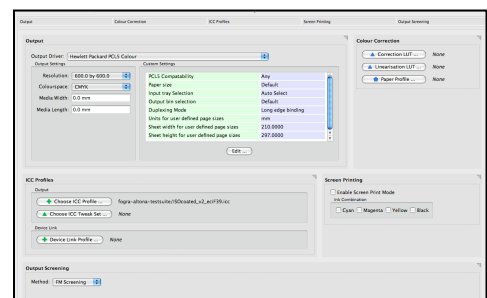 Output Colour Correction ICC Profiles Screen Printing Output Screening
Output
Output Driver: Hewlett Packard PCL5 Colour
Output Settings
Resolution: 600.0 by 600.0
Colourspace: CMYK
Media Width: 0.0 mm
Media Length: 0.0 mm
Custom Settings
PCL5 Compatability Any
Paper size Default
Input tray Selection Auto Select
Output bin selection Default
Duplexing Mode Long edge binding
Units for user defined page sizes mm
Sheet width for user defined page sizes 210.0000
Sheet height for user defined page sizes 297.0000
Edit ...
Colour Correction
Correction LUT ... None
Linearisation LUT ... None
Paper Profile ... None
ICC Profiles
Output
Choose ICC Profile ... fogra-altona-testsuite/ISOcoated_v2_eciF39.icc
Choose ICC Tweak Set ... None
Device Link
Device Link Profile ... None
Screen Printing
Enable Screen Print Mode
Ink Combination
Cyan Magenta Yellow Black
Output Screening
Method: FM Screening